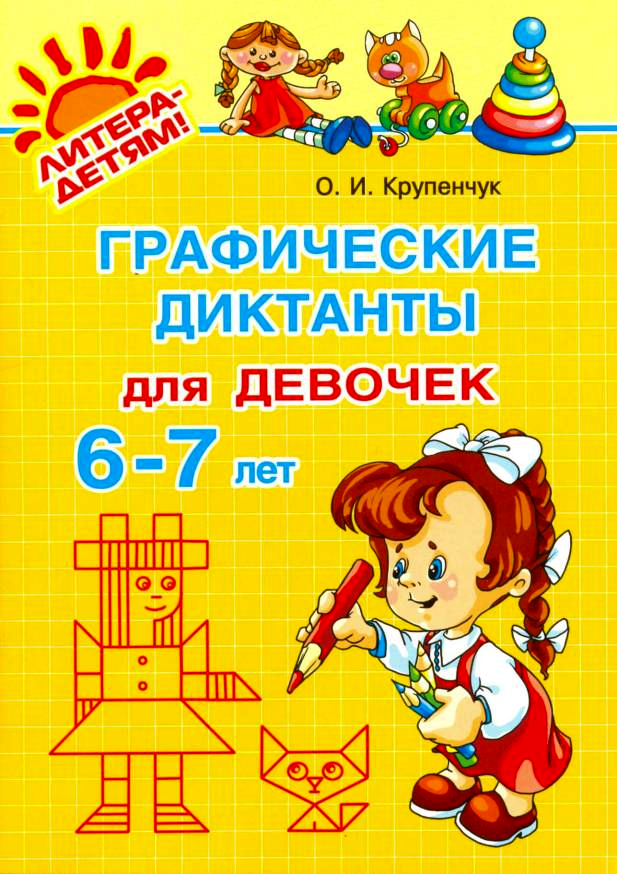 ЛИТЕРА-
ДЕТЯМ!
О. И. Крупенчук
ГРАФИЧЕСКИЕ
ДИКТАНТЫ
для ДЕВОЧЕК
6-7 лет